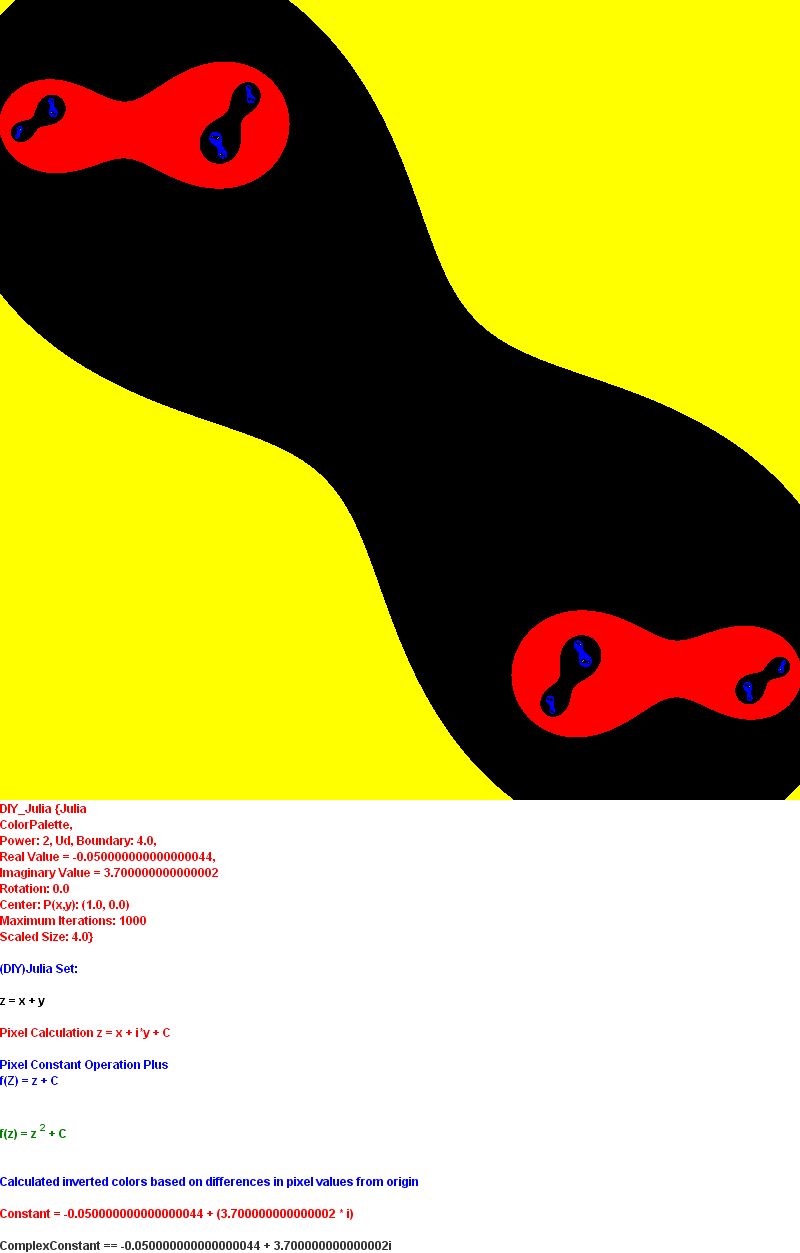 DIY_Julia {Julia
ColorPalette,
Power: 2, Ud, Boundary: 4.0,
Real Value = -0.050000000000000044,
Imaginary Value = 3.700000000000002
Rotation: 0.0
Center: P(x,y): (1.0, 0.0)
Maximum Iterations: 1000
Scaled Size: 4.0}
(DIY)Julia Set:
z = x + y
Pixel Calculation z = x + i*y + C
Pixel Constant Operation Plus
f(Z) = z + C
f(z) = z ² + C
Calculated inverted colors based on differences in pixel values from origin
Constant = -0.050000000000000044 + (3.700000000000002 * i)
ComplexConstant == -0.050000000000000044 + 3.700000000000002i